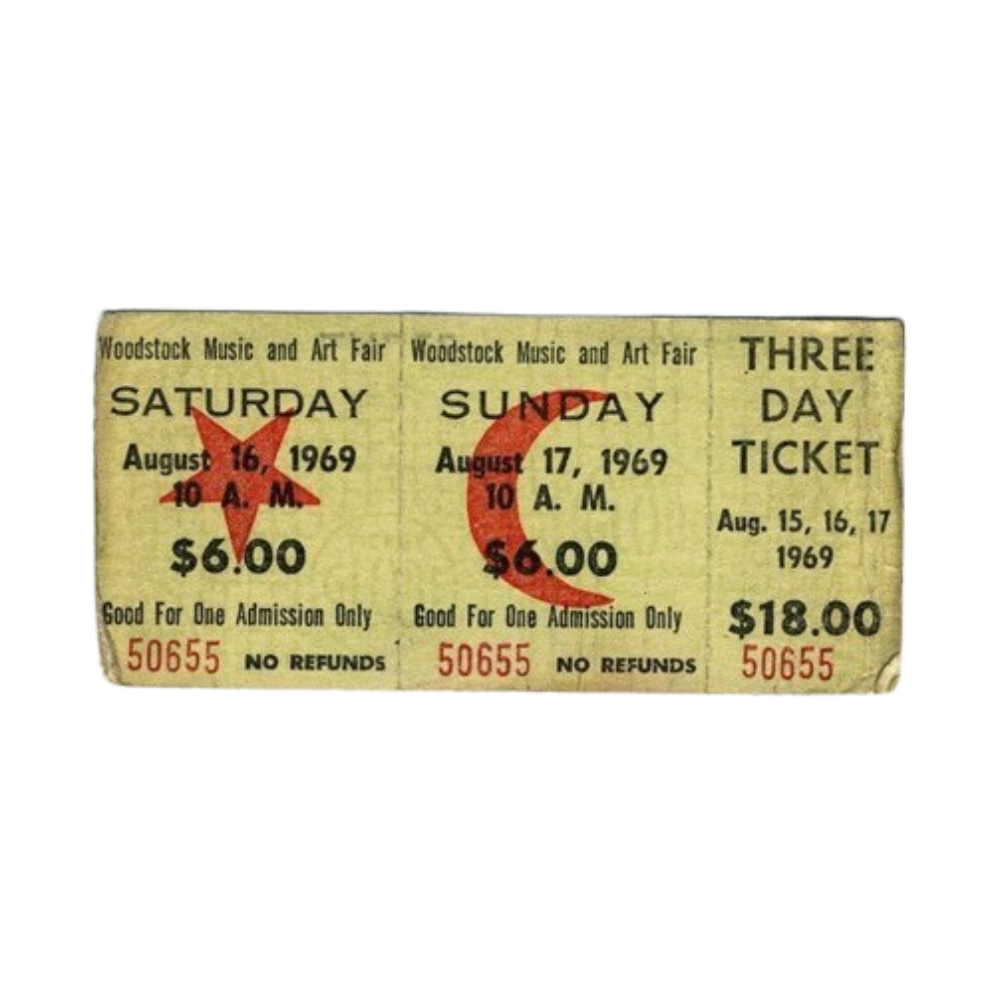 Woodstock Music and Art Fair
SATURDAY
August 16, 1969
10 A. M.
$6.00
Good For One Admission Only
50655 NO REFUNDS
Woodstock Music and Art Fair
SUNDAY
August 17, 1969
10 A. M.
$6.00
Good For One Admission Only
50655 NO REFUNDS
THREE
DAY
TICKET
Aug. 15, 16, 17
1969
$18.00
50655